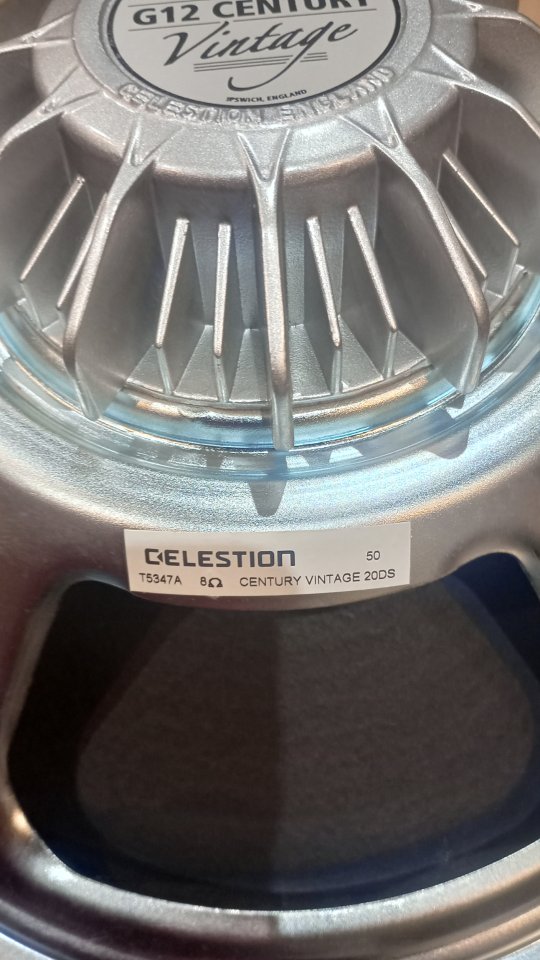 G12 CENTURY
Vintage
IPSWICH, ENGLAND
CELESTION ENGLAND
CELESTION 50
T5347A 8Ω CENTURY VINTAGE 20DS